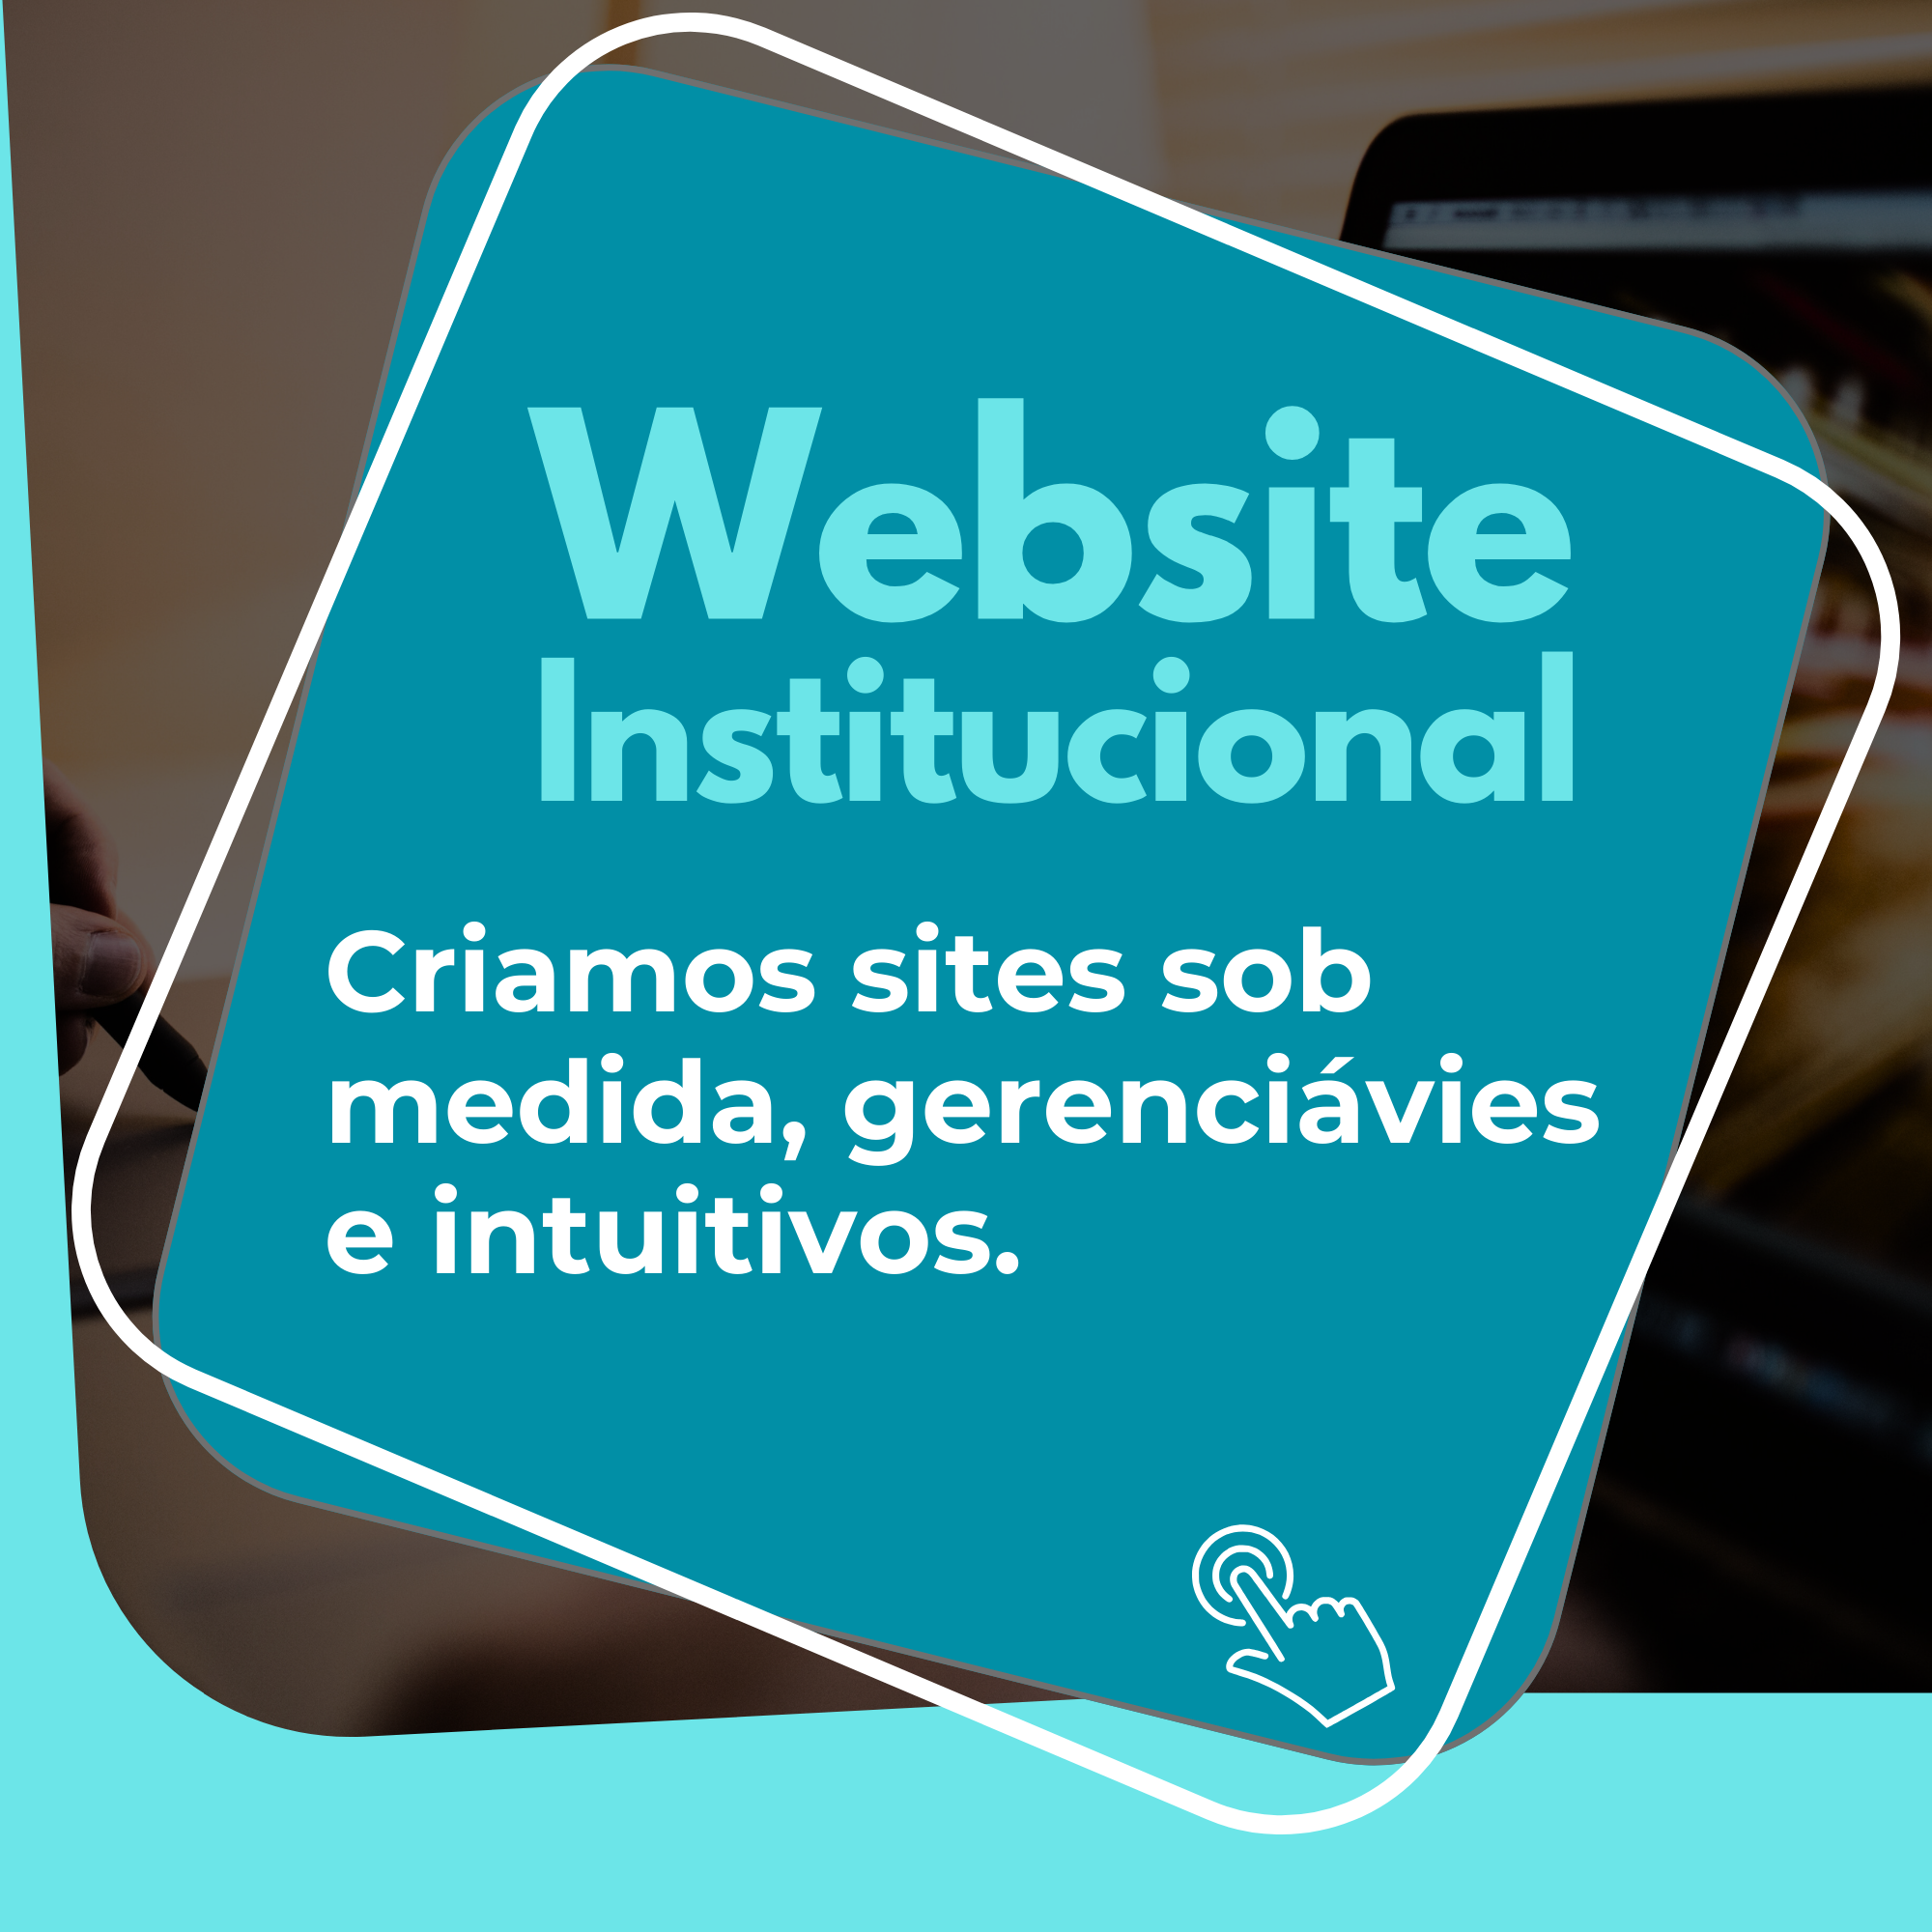 Website
Institucional
Criamos sites sob
medida, gerenciávies
e intuitivos.